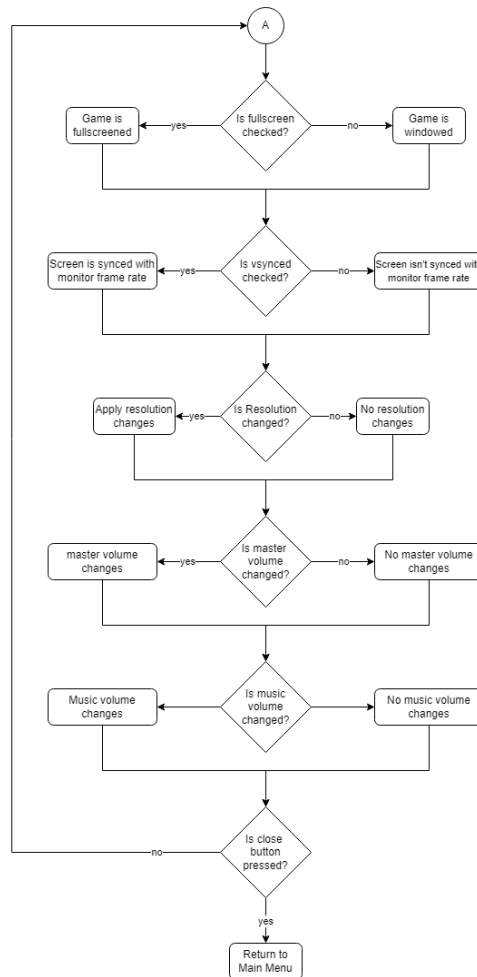 A
Is fullscreen
checked?
Game is
fullscreened
yes
no
Game is
windowed
Is vsynced
checked?
Screen is synced with
monitor frame rate
yes
no
Screen isn't synced with
monitor frame rate
Is Resolution
changed?
Apply resolution
changes
yes
no
No resolution
changes
Is master
volume
changed?
master volume
changes
yes
no
No master volume
changes
Is music
volume
changed?
Music volume
changes
No music volume
changes
Is close
button
pressed?
no
yes
Return to
Main Menu